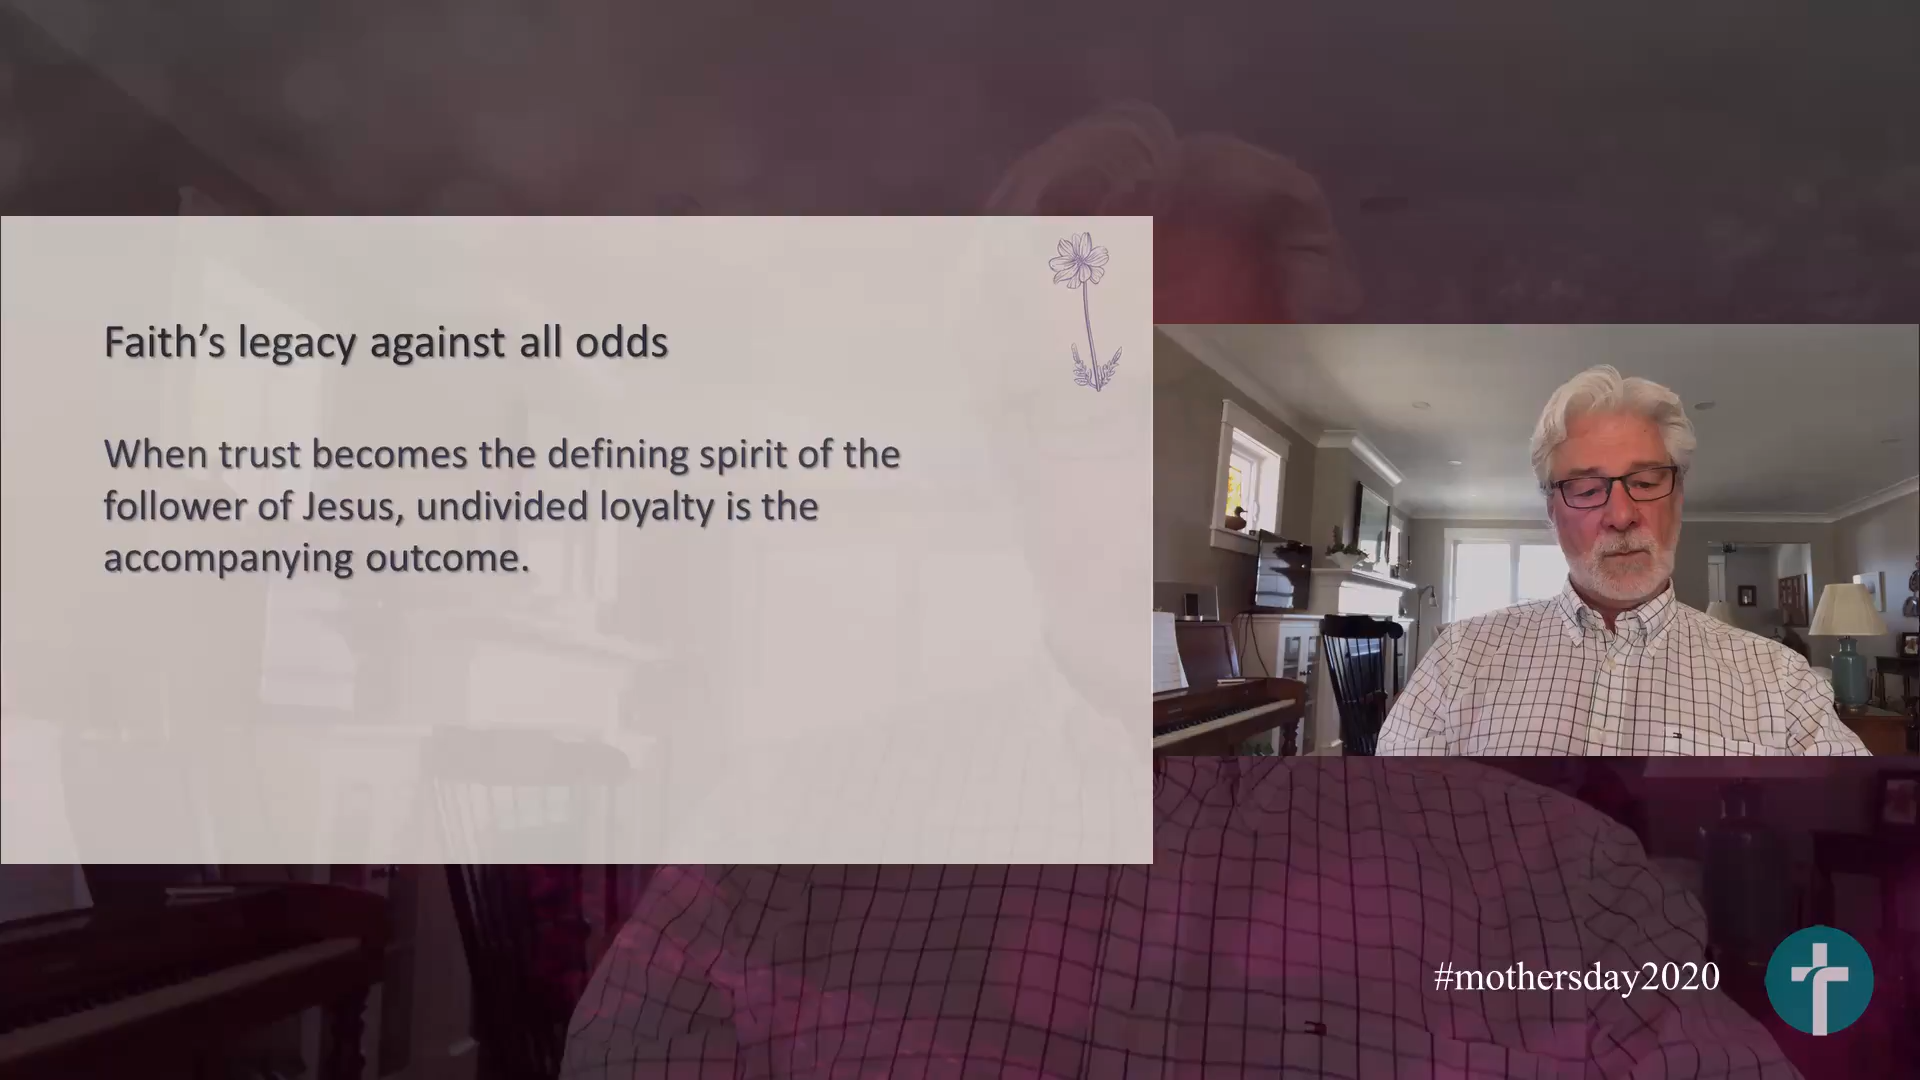 Faith’s legacy against all odds
When trust becomes the defining spirit of the
follower of Jesus, undivided loyalty is the
accompanying outcome.
#mothersday2020